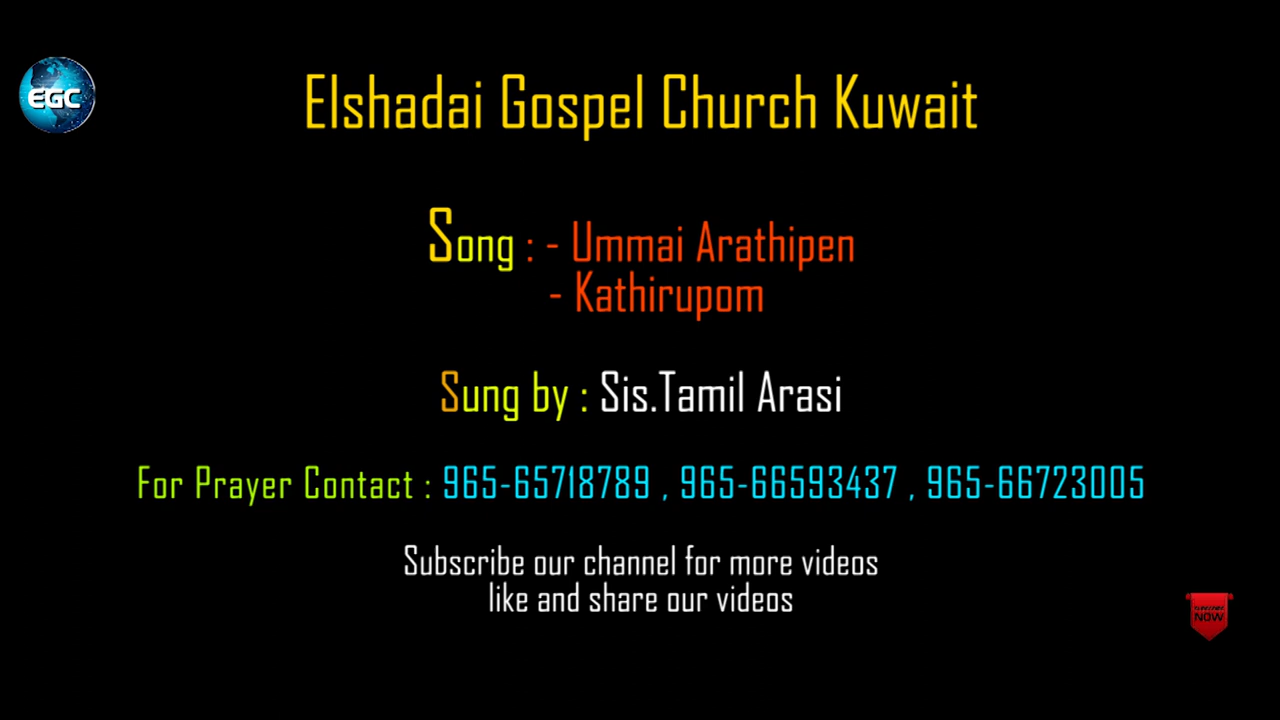 EGC
Elshadai Gospel Church Kuwait
Song : - Ummai Arathipen
- Kathirupom
Sung by : Sis.Tamil Arasi
For Prayer Contact : 965-65718789 , 965-66593437 , 965-66723005
Subscribe our channel for more videos
like and share our videos
NOW